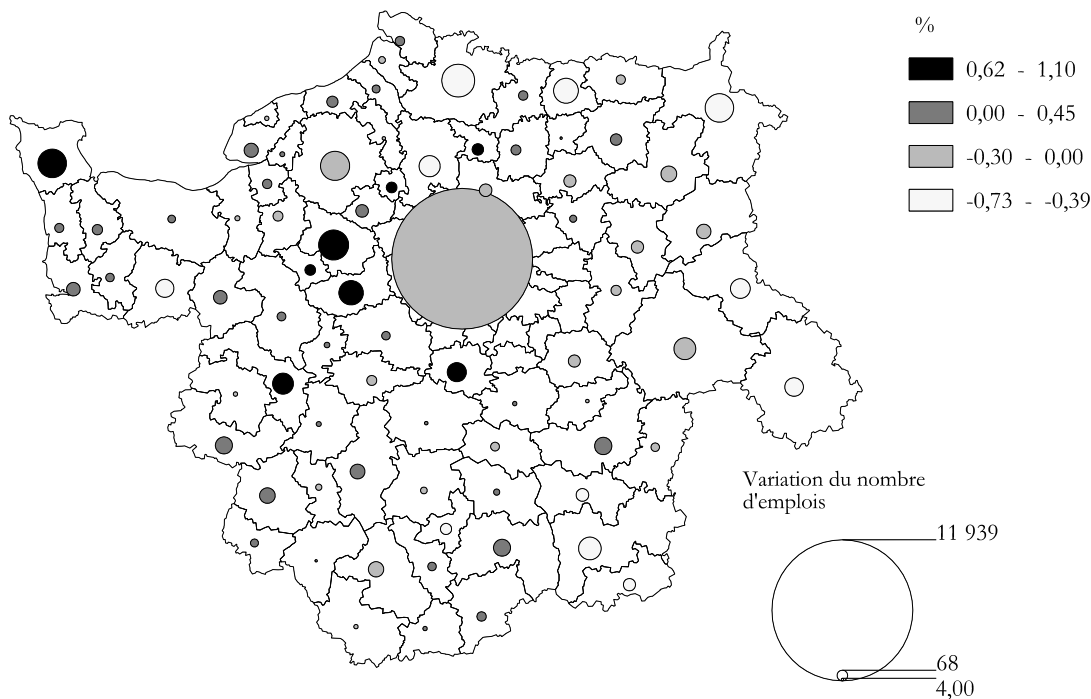 %
0,62 - 1,10
0,00 - 0,45
-0,30 - 0,00
-0,73 - -0,39
Variation du nombre
d'emplois
11 939
68
4,00